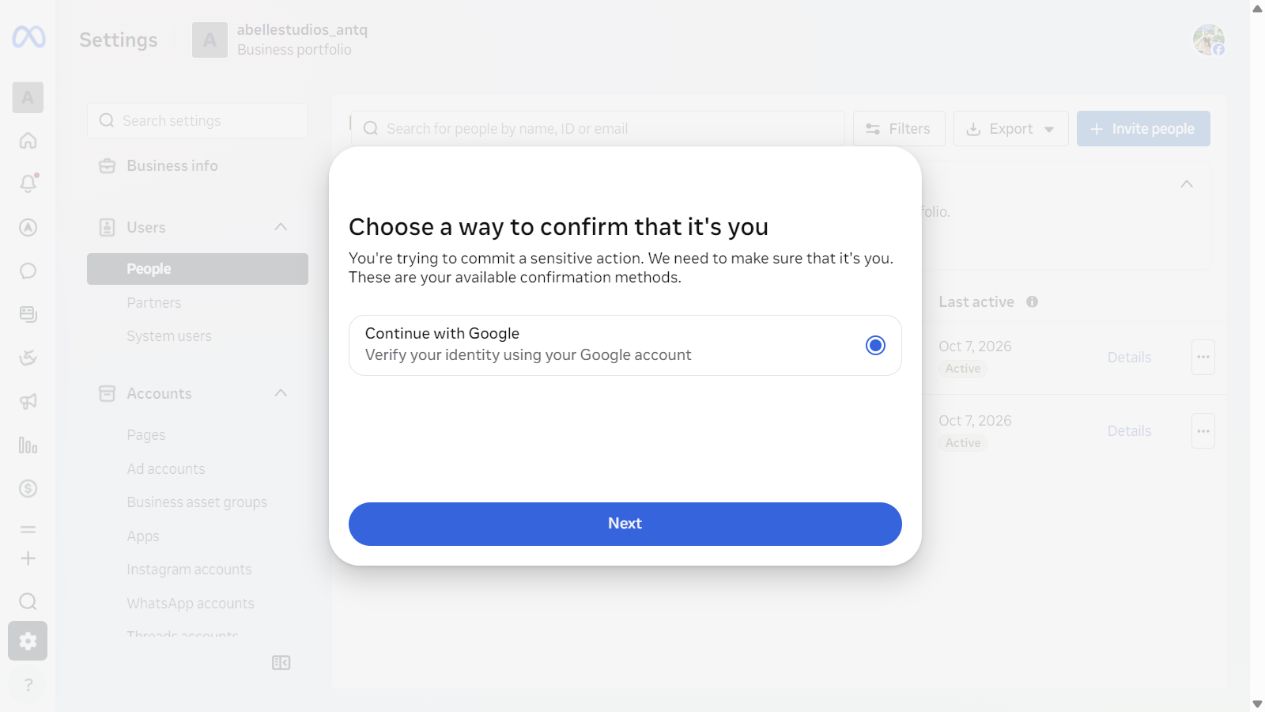 Settings
A
abellestudios_antq
Business portfolio
A
Search settings
Business info
Users
People
Partners
System users
Accounts
Pages
Ad accounts
Business asset groups
Apps
Instagram accounts
WhatsApp accounts
Threads accounts
Search for people by name, ID or email
Filters
Export
Invite people
folio.
Choose a way to confirm that it's you
You're trying to commit a sensitive action. We need to make sure that it's you.
These are your available confirmation methods.
Continue with Google
Verify your identity using your Google account
Next
Last active
Oct 7, 2026
Active
Details
Oct 7, 2026
Active
Details